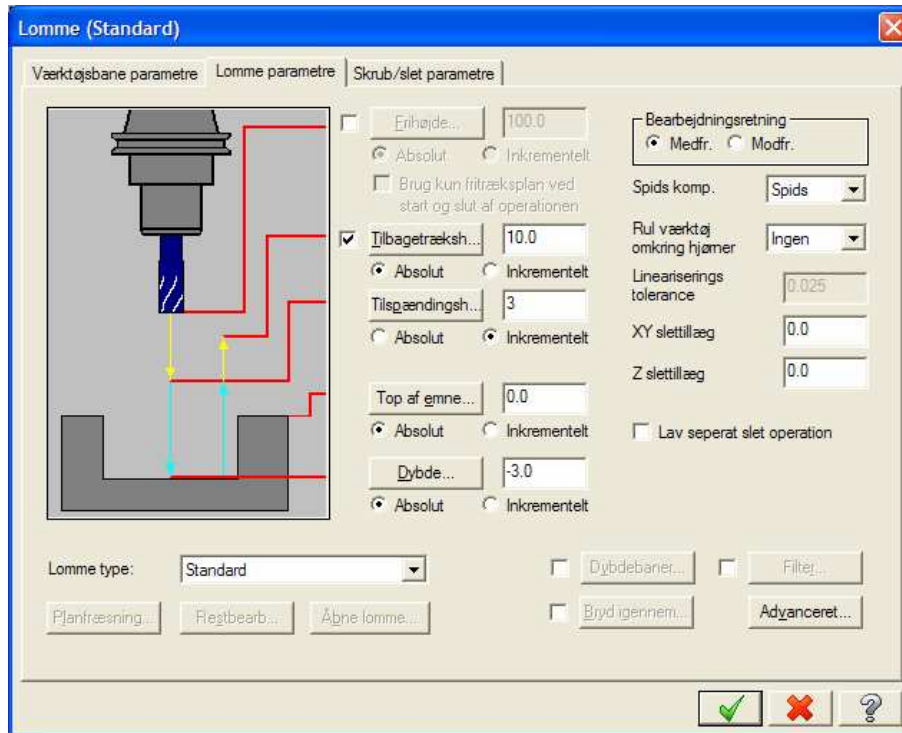 Lomme (Standard)
Værktøjsbane parametre
Lomme parametre
Skrub/slet parametre
Frihøjde...
100.0
Absolut
Inkrementelt
Brug kun fritræksplan ved
start og slut af operationen
Tilbagetræksh...
10.0
Absolut
Inkrementelt
Tilspændingsh...
3
Absolut
Inkrementelt
Top af emne...
0.0
Absolut
Inkrementelt
Dybde...
-3.0
Absolut
Inkrementelt
Bearbejdningsretning
Medfr.
Modfr.
Spids komp.
Spids
Rul værktøj
omkring hjørner
Ingen
Lineariserings
tolerance
0.025
XY slettillæg
0.0
Z slettillæg
0.0
Lav seperat slet operation
Lomme type:
Standard
Dybdebaner...
Filter...
Planfræsning...
Restbearb...
Åbne lomme...
Bryd igennem...
Advanceret...